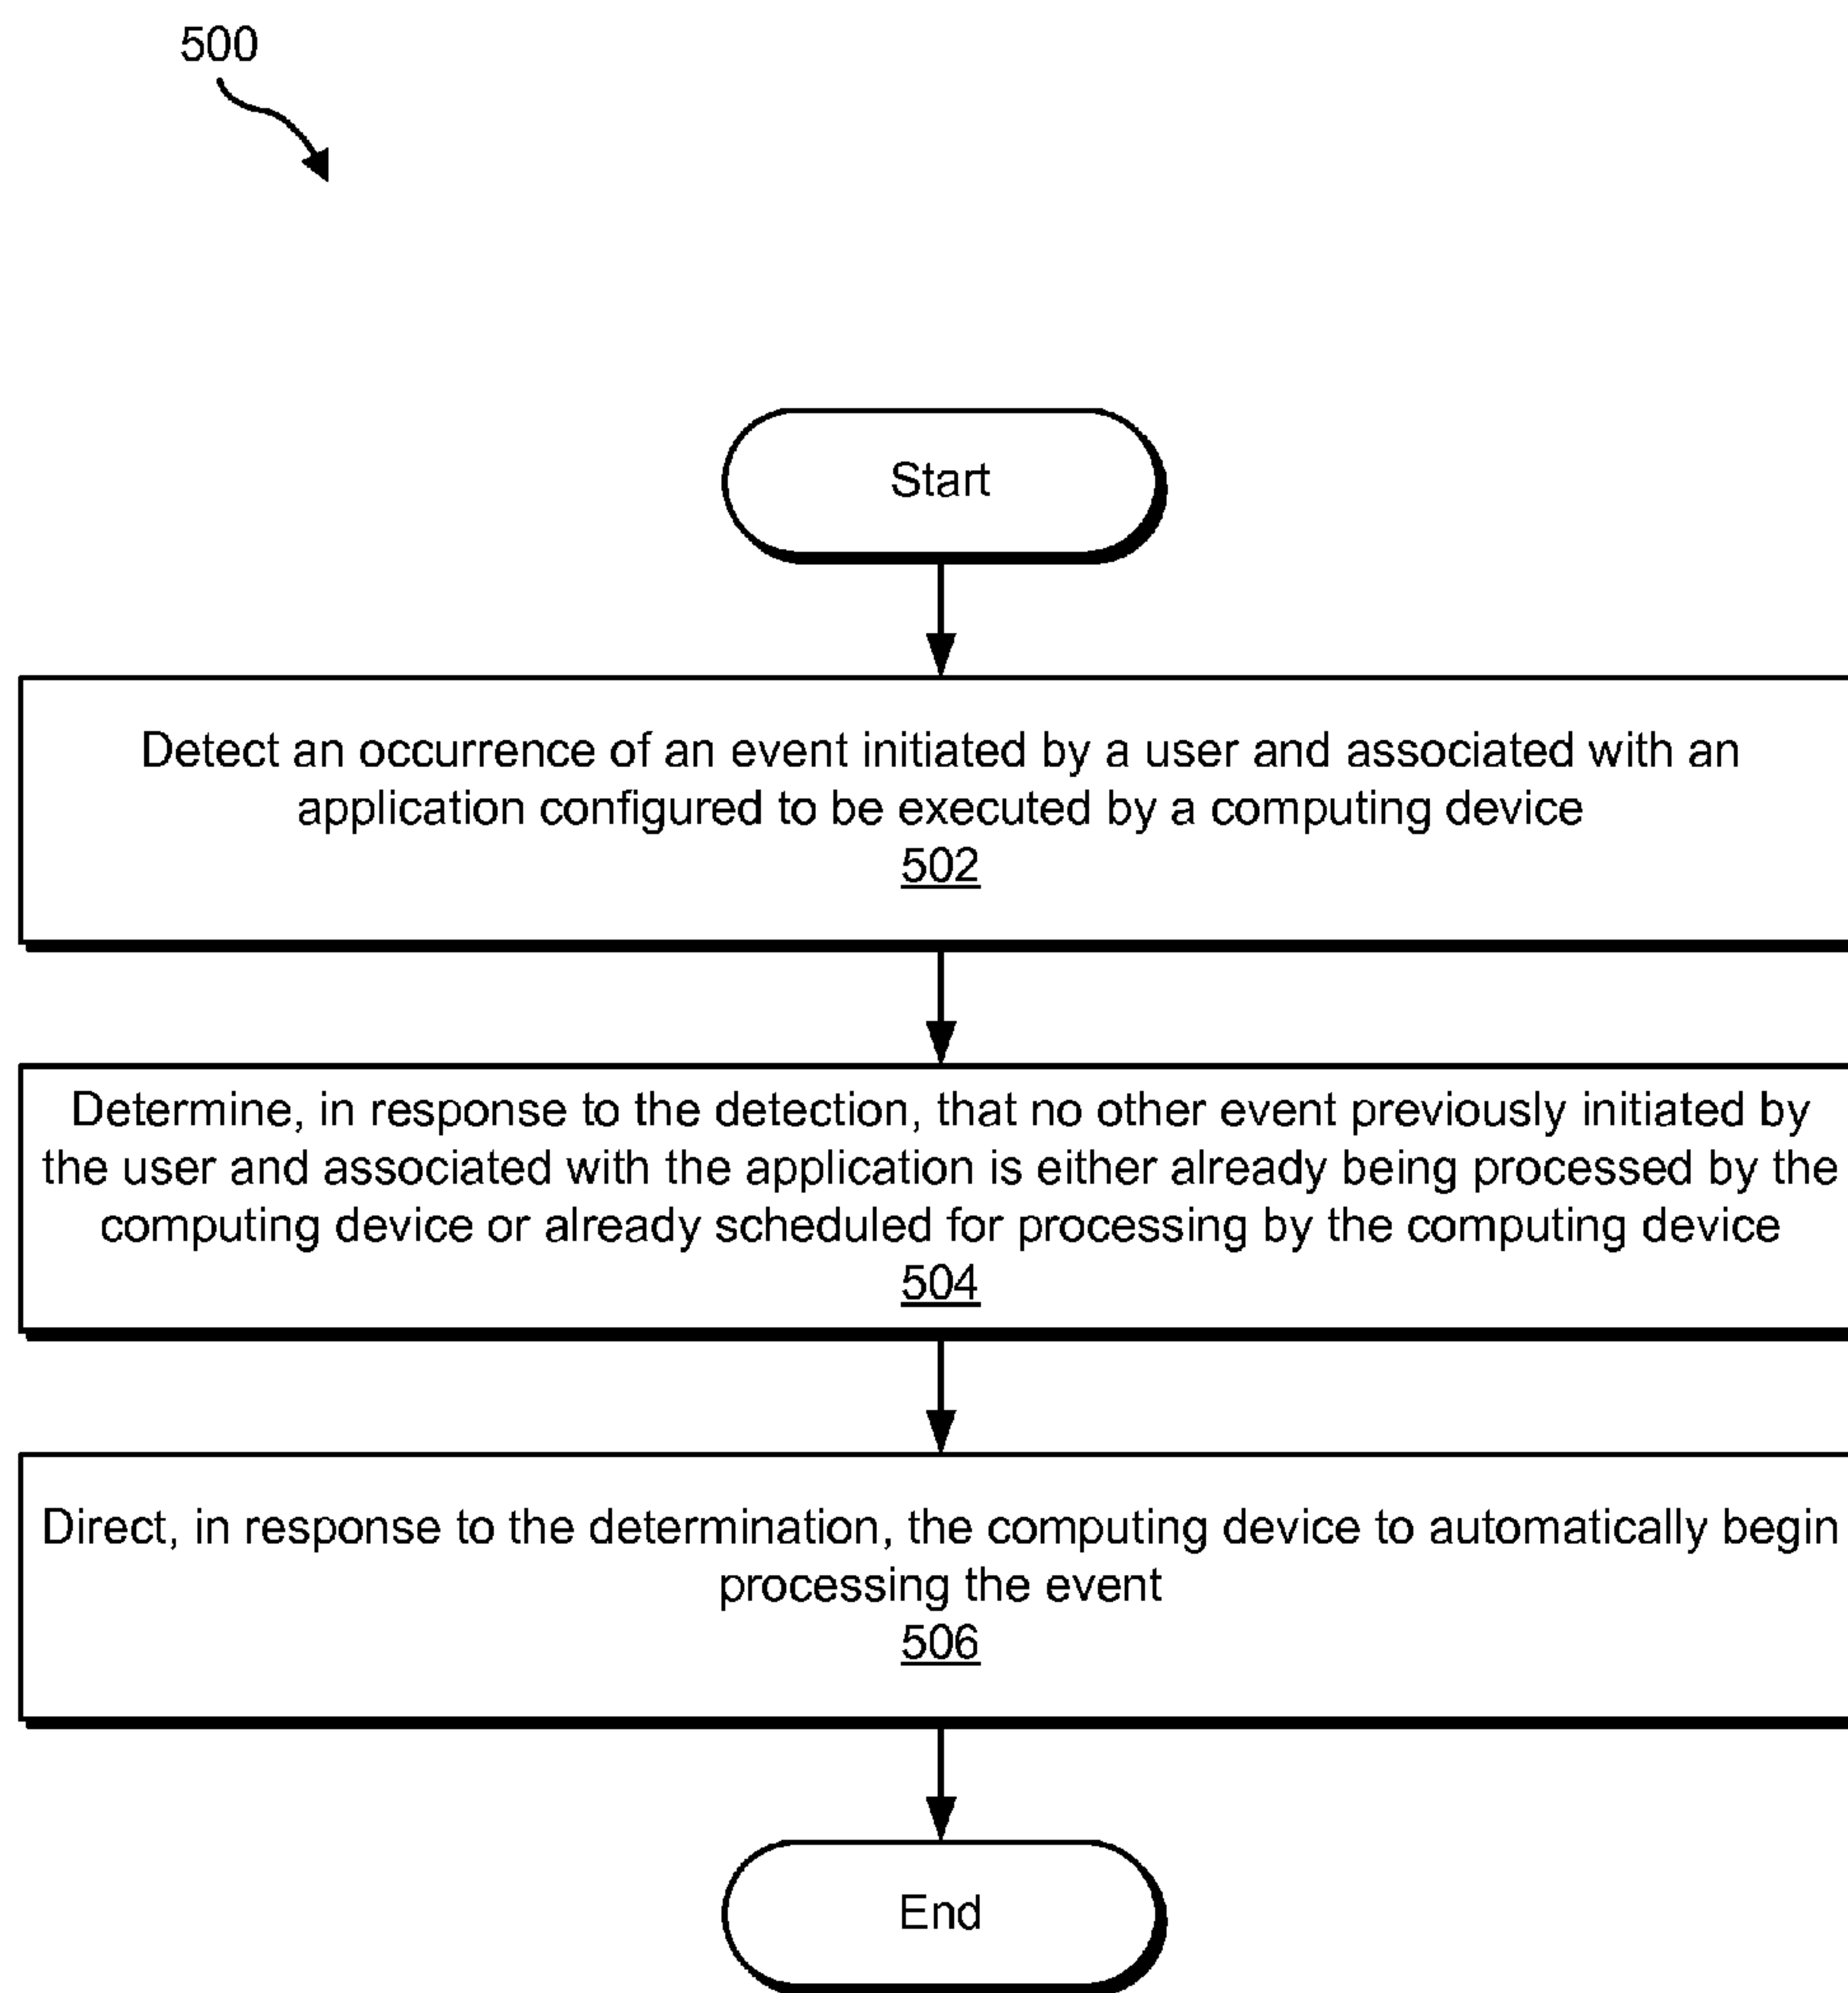 500
Start
Detect an occurrence of an event initiated by a user and associated with an
application configured to be executed by a computing device
502
Determine, in response to the detection, that no other event previously initiated by
the user and associated with the application is either already being processed by the
computing device or already scheduled for processing by the computing device
504
Direct, in response to the determination, the computing device to automatically begin
processing the event
506
End